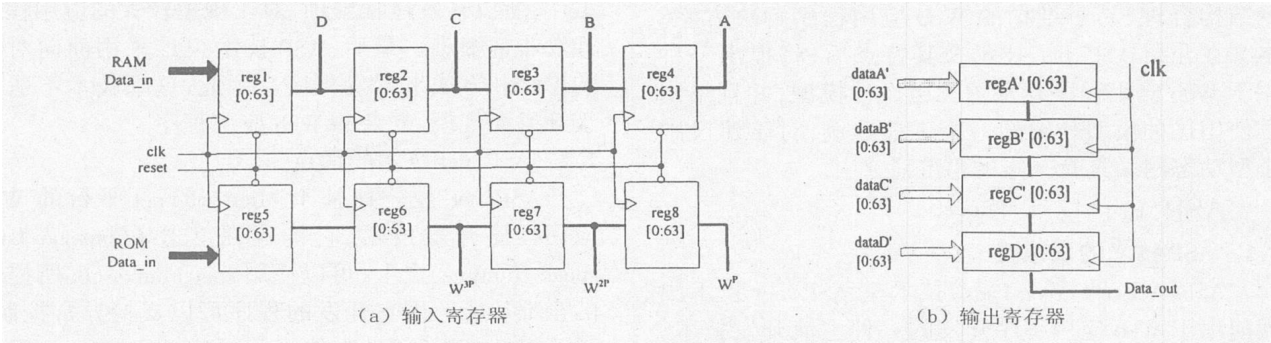 D
C
B
A
RAM
Data_in
reg1
[0:63]
reg2
[0:63]
reg3
[0:63]
reg4
[0:63]
clk
reset
reg5
[0:63]
reg6
[0:63]
reg7
[0:63]
reg8
[0:63]
ROM
Data_in
W3P
W2P
WP
(a) 输入寄存器
clk
dataA'
[0:63]
regA' [0:63]
dataB'
[0:63]
regB' [0:63]
dataC'
[0:63]
regC' [0:63]
dataD'
[0:63]
regD' [0:63]
Data_out
(b) 输出寄存器